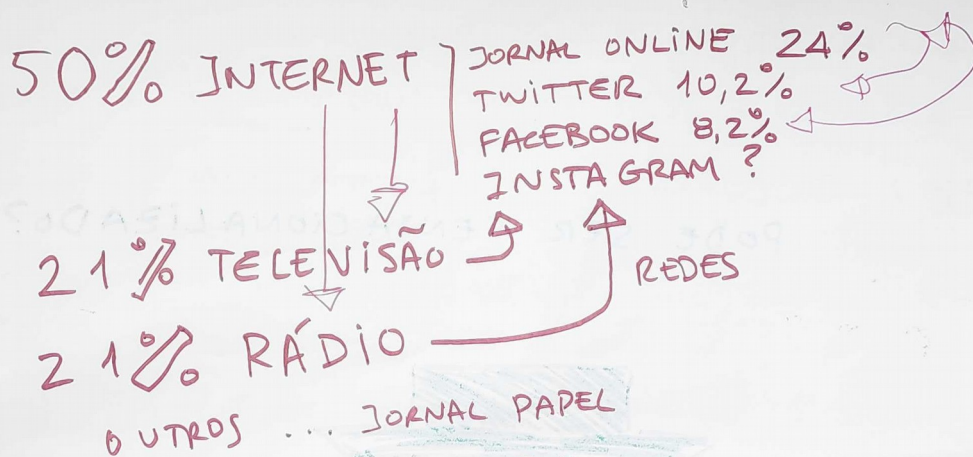 50% INTERNET
JORNAL ONLINE 24%
TWITTER 10,2%
FACEBOOK 8,2%
INSTAGRAM ?
21% TELEVISÃO
REDES
21% RÁDIO
OUTROS ... JORNAL PAPEL